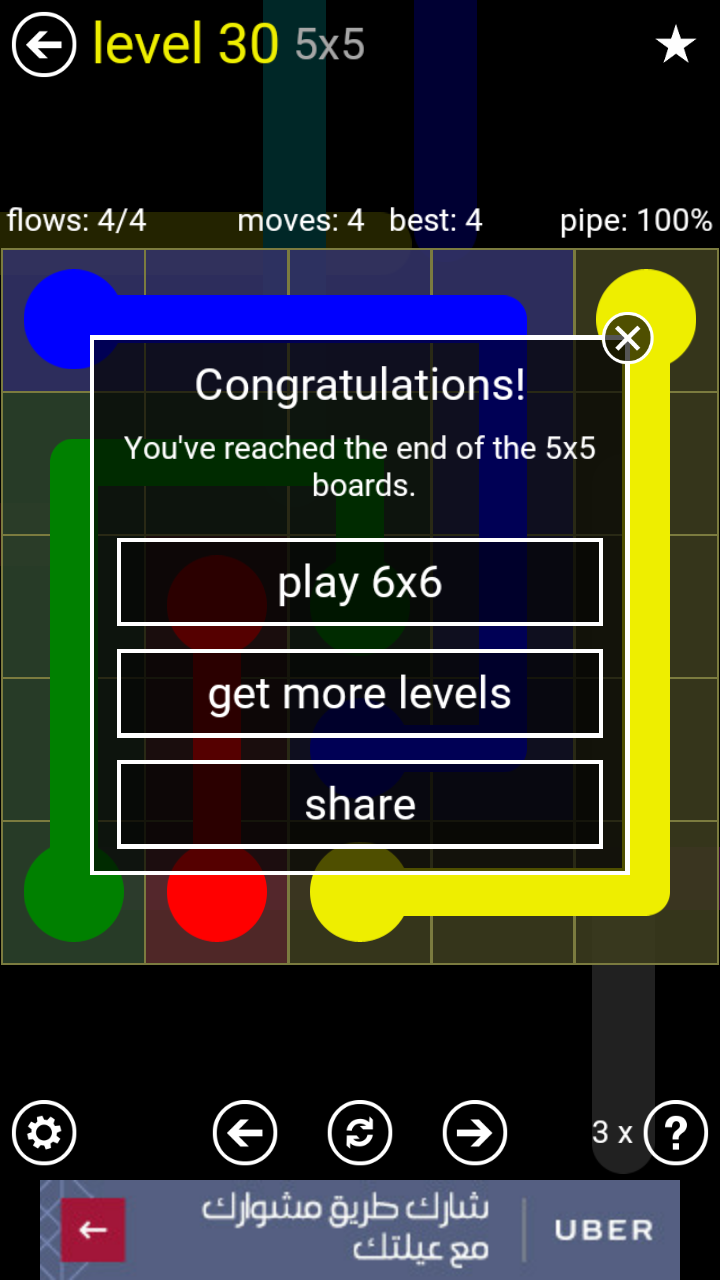 level 30 5x5
flows: 4/4 moves: 4 best: 4 pipe: 100%
Congratulations!
You've reached the end of the 5x5
boards.
play 6x6
get more levels
share
3 x ?
شارك طريق مشوارك
مع عيلتك
UBER